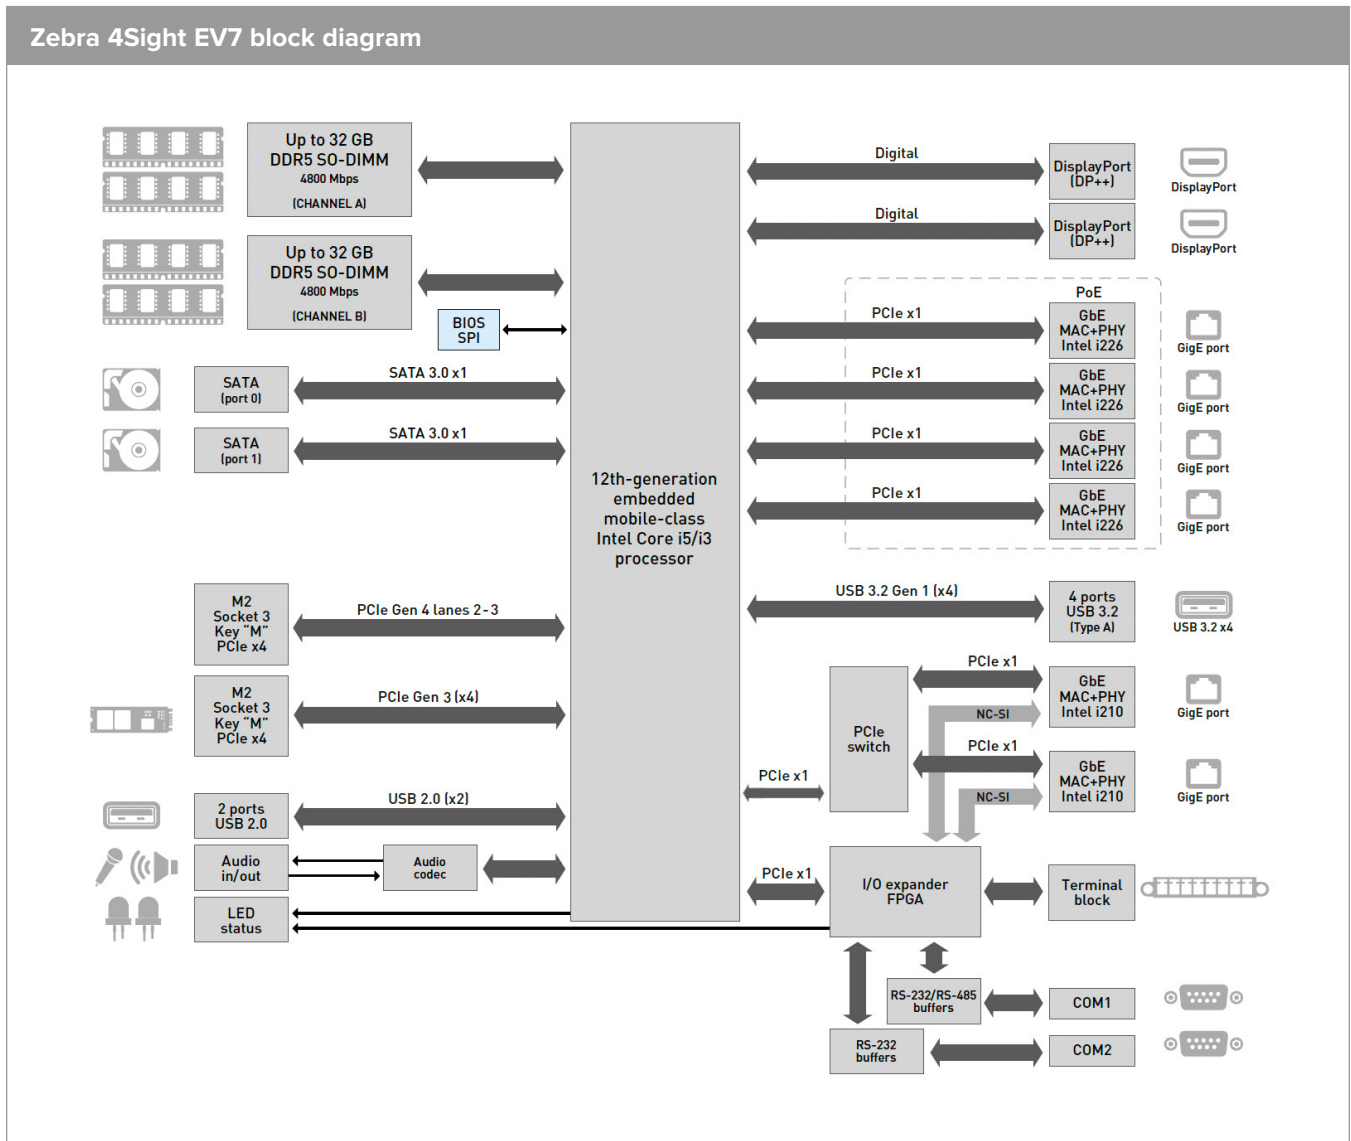 Zebra 4Sight EV7 block diagram
Up to 32 GB
DDR5 SO-DIMM
4800 Mbps
(CHANNEL A)
Up to 32 GB
DDR5 SO-DIMM
4800 Mbps
(CHANNEL B)
BIOS
SPI
SATA
(port 0)
SATA 3.0 x1
SATA
(port 1)
SATA 3.0 x1
M2
Socket 3
Key “M”
PCIe x4
PCIe Gen 4 lanes 2-3
M2
Socket 3
Key “M”
PCIe x4
PCIe Gen 3 (x4)
2 ports
USB 2.0
USB 2.0 (x2)
Audio
in/out
Audio
codec
LED
status
12th-generation
embedded
mobile-class
Intel Core i5/i3
processor
Digital
DisplayPort
(DP++)
DisplayPort
Digital
DisplayPort
(DP++)
DisplayPort
PoE
PCIe x1
GbE
MAC+PHY
Intel i226
GigE port
PCIe x1
GbE
MAC+PHY
Intel i226
GigE port
PCIe x1
GbE
MAC+PHY
Intel i226
GigE port
PCIe x1
GbE
MAC+PHY
Intel i226
GigE port
USB 3.2 Gen 1 (x4)
4 ports
USB 3.2
(Type A)
USB 3.2 x4
PCIe x1
PCIe
switch
PCIe x1
NC-SI
GbE
MAC+PHY
Intel i210
GigE port
PCIe x1
NC-SI
GbE
MAC+PHY
Intel i210
GigE port
PCIe x1
I/O expander
FPGA
Terminal
block
RS-232/RS-485
buffers
COM1
RS-232
buffers
COM2